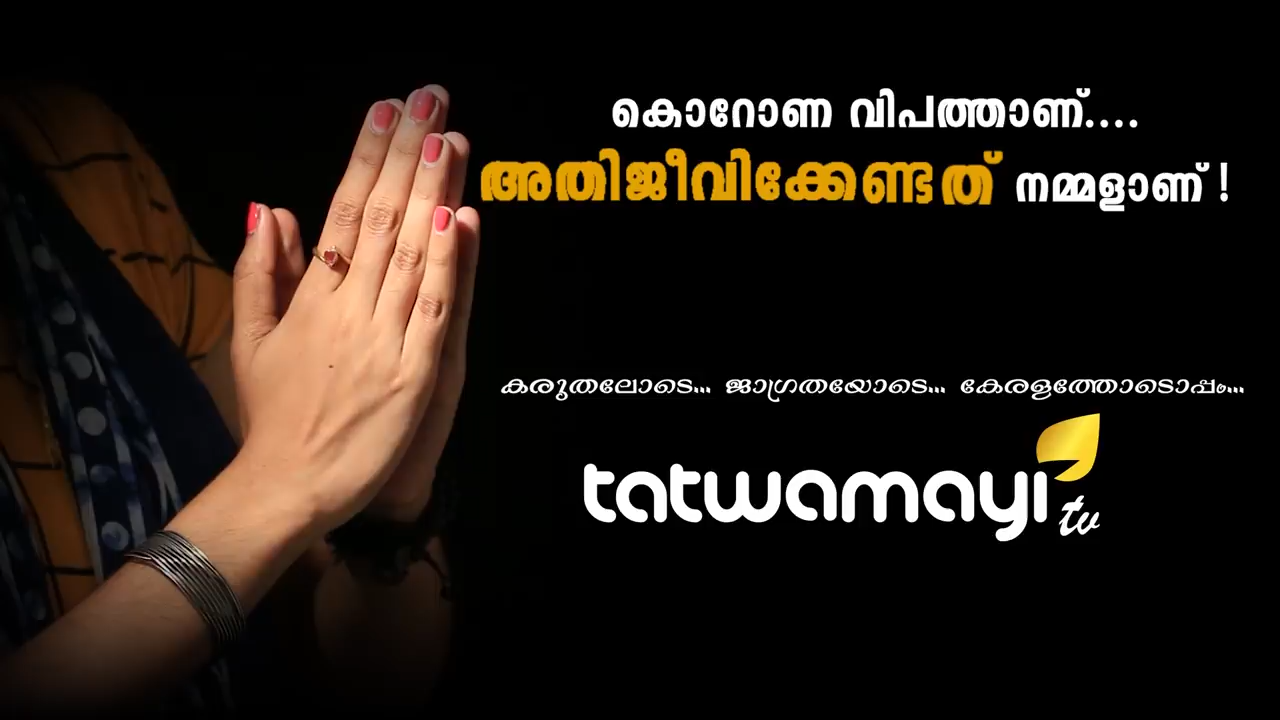 കൊറോണ വിപത്താണ്....
അതിജീവിക്കേണ്ടത് നമ്മളാണ് !
കരുതലോടെ... ജാഗ്രതയോടെ... കേരളത്തോടൊപ്പം...
tatwamayi
tv